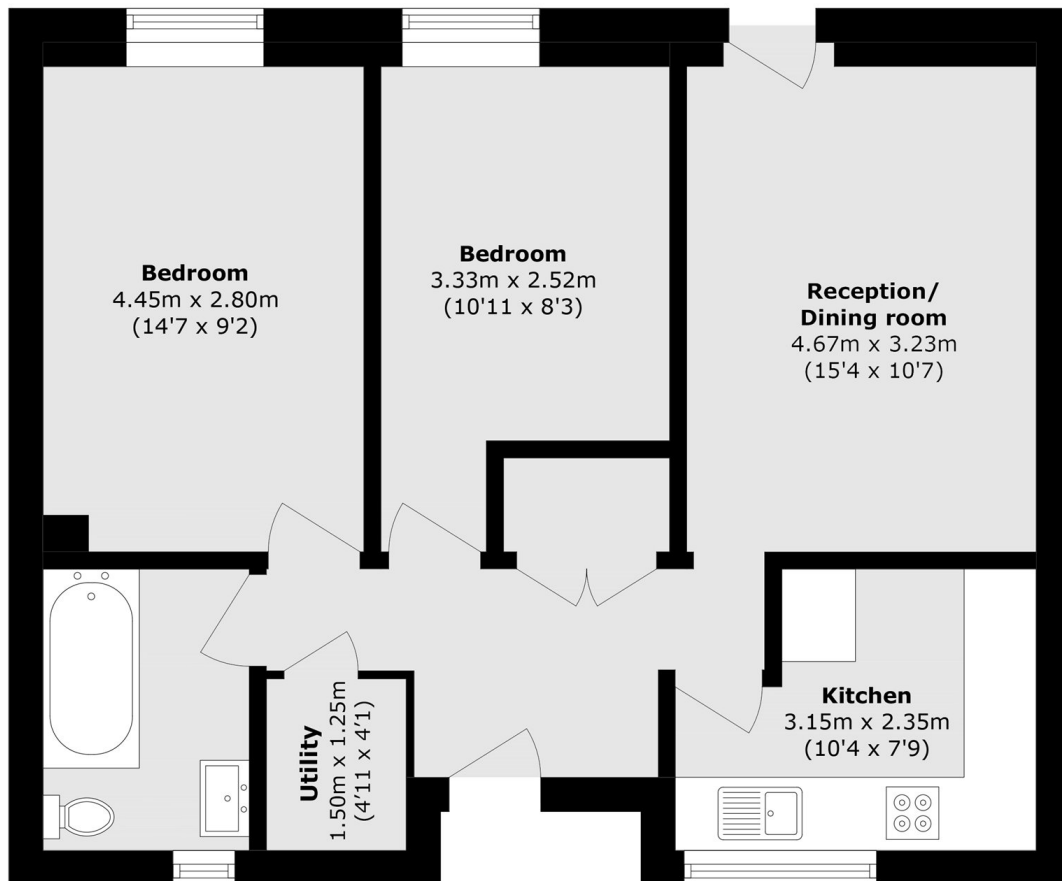 Bedroom
4.45m x 2.80m
(14'7 x 9'2)
Bedroom
3.33m x 2.52m
(10'11 x 8'3)
Reception/
Dining room
4.67m x 3.23m
(15'4 x 10'7)
Utility
1.50m x 1.25m
(4’11 x 4’1)
Kitchen
3.15m x 2.35m
(10'4 x 7'9)